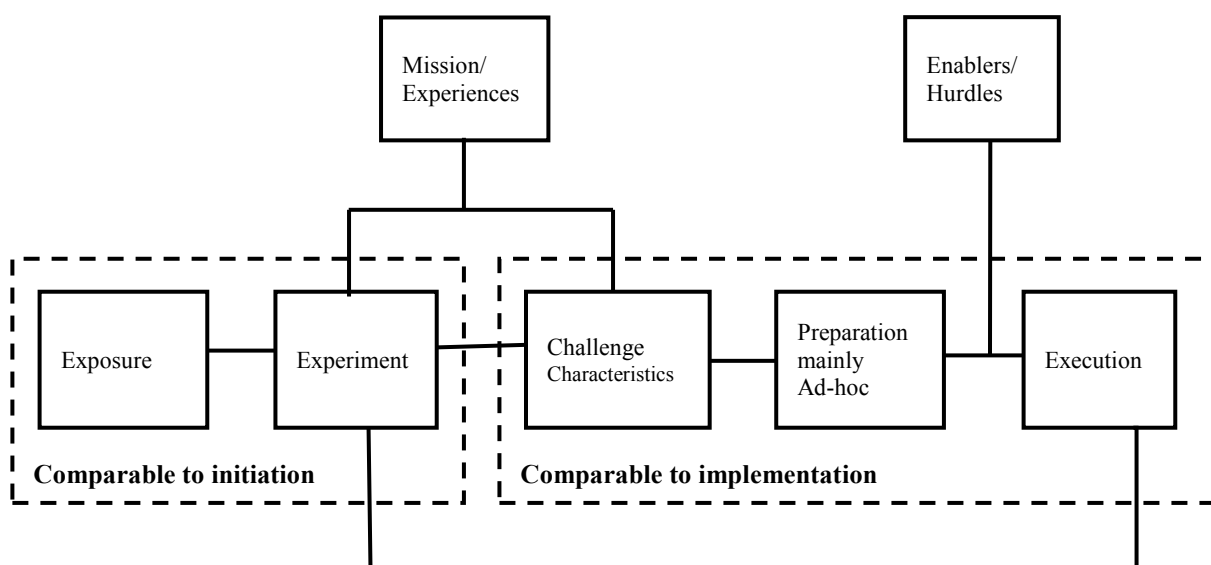 Mission/
Experiences
Enablers/
Hurdles
Exposure
Experiment
Challenge
Characteristics
Preparation
mainly
Ad-hoc
Execution
Comparable to initiation
Comparable to implementation